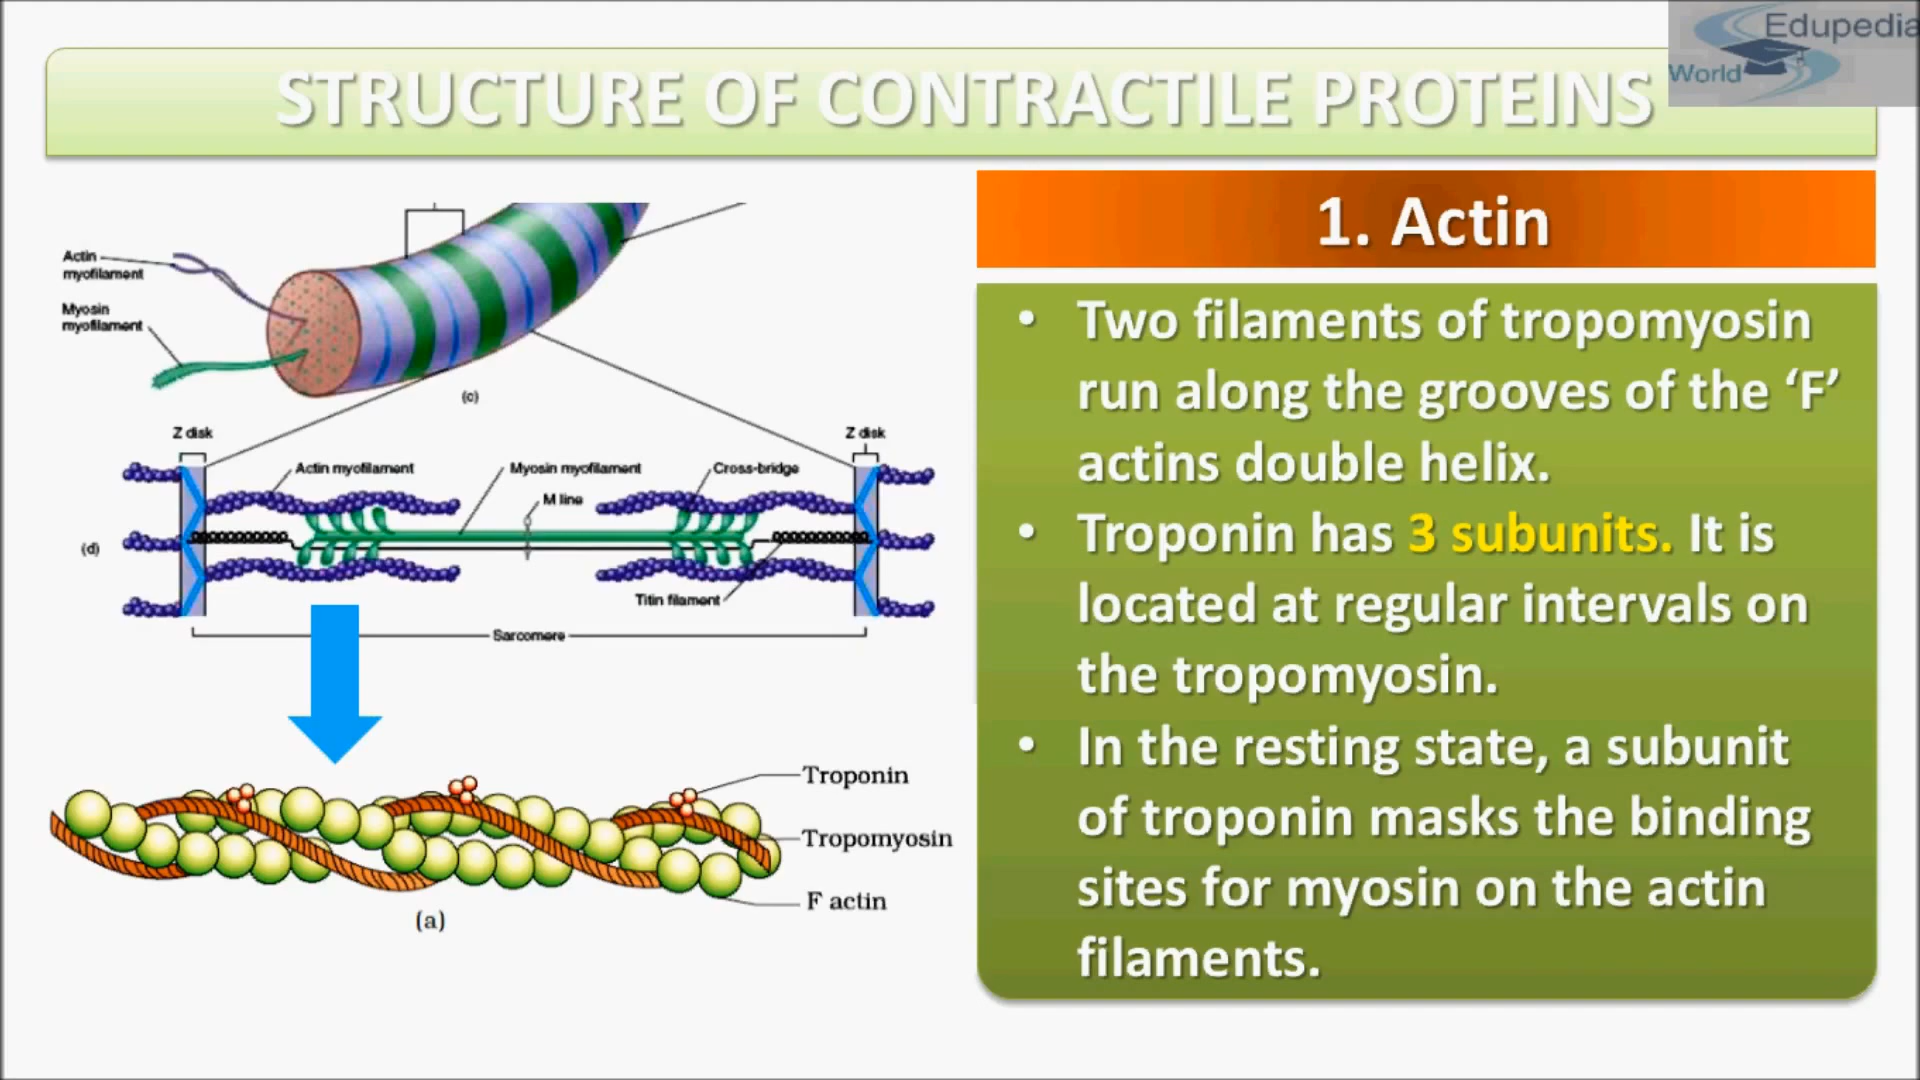 Edupedia
World
STRUCTURE OF CONTRACTILE PROTEINS
Actin
myofilament
Myosin
myofilament
(c)
Z disk
Z disk
Actin myofilament
Myosin myofilament
Cross-bridge
M line
(d)
Titin filament
Sarcomere
Troponin
Tropomyosin
F actin
(a)
1. Actin
• Two filaments of tropomyosin
run along the grooves of the ‘F’
actins double helix.
• Troponin has 3 subunits. It is
located at regular intervals on
the tropomyosin.
• In the resting state, a subunit
of troponin masks the binding
sites for myosin on the actin
filaments.